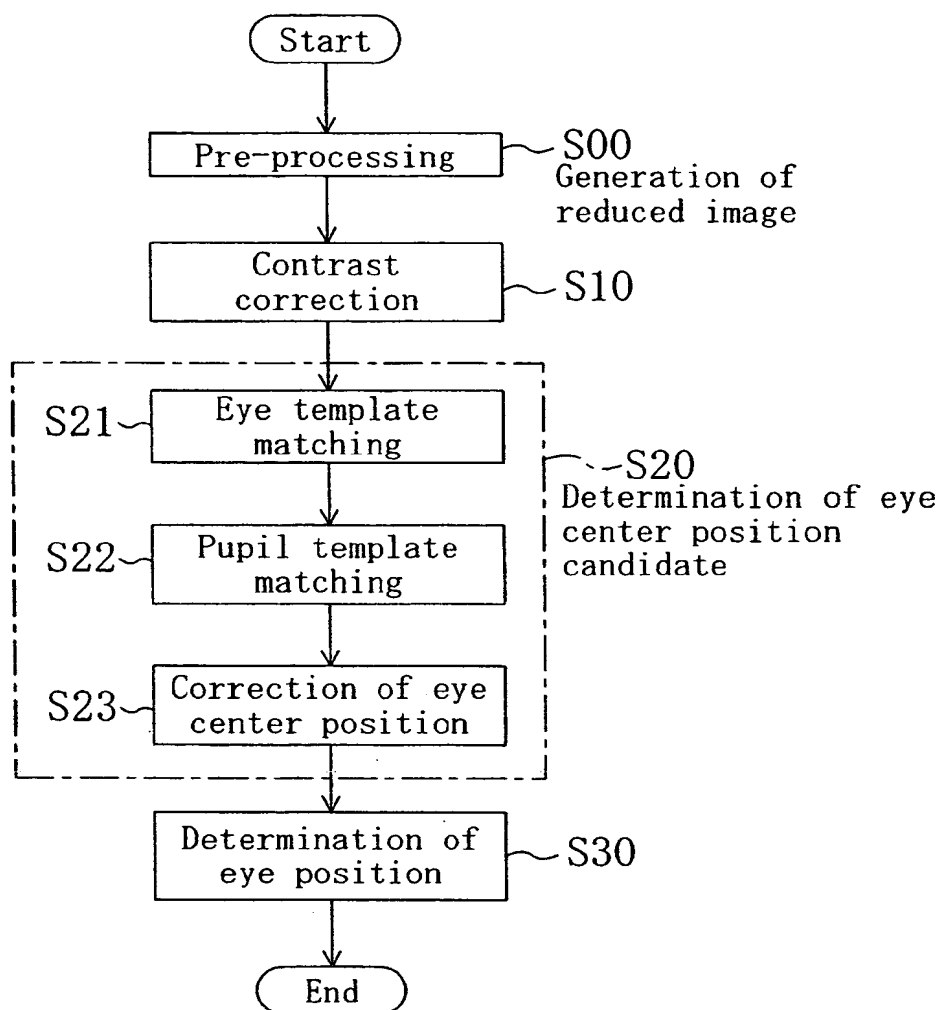 Start
Pre-processing
S00
Generation of
reduced image
Contrast
correction
S10
S21
Eye template
matching
S20
Determination of eye
center position
candidate
S22
Pupil template
matching
S23
Correction of eye
center position
Determination of
eye position
S30
End